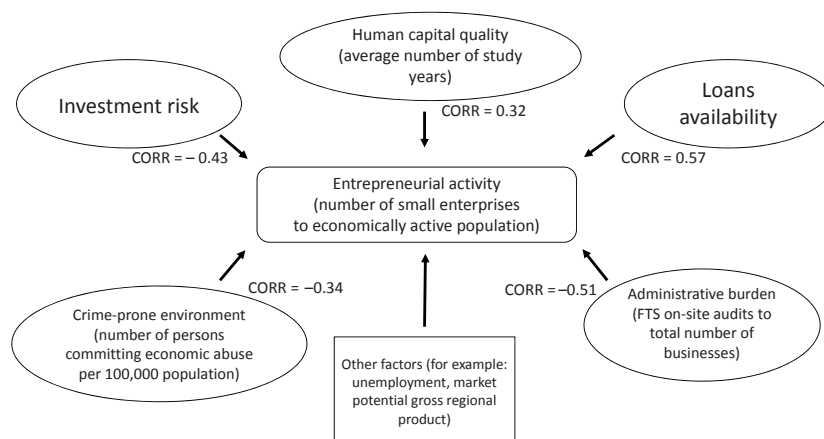 Human capital quality
(average number of study
years)
Investment risk
Loans
availability
CORR = 0.32
CORR = – 0.43
CORR 0.57
Entrepreneurial activity
(number of small enterprises
to economically active population)
CORR = –0.34
CORR = –0.51
Crime-prone environment
(number of persons
committing economic abuse
per 100,000 population)
Administrative burden
(FTS on-site audits to
total number of
businesses)
Other factors (for example:
unemployment, market
potential gross regional
product)